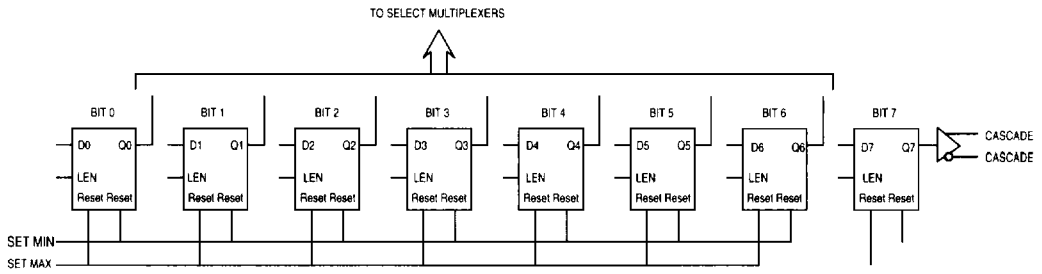 TO SELECT MULTIPLEXERS
BIT 0 BIT 1 BIT 2 BIT 3 BIT 4 BIT 5 BIT 6 BIT 7
D0 Q0 D1 Q1 D2 Q2 D3 Q3 D4 Q4 D5 Q5 D6 Q6 D7 Q7 CASCADE
CASCADE
LEN LEN LEN LEN LEN LEN LEN LEN
Reset Reset Reset Reset Reset Reset Reset Reset Reset Reset Reset Reset Reset Reset Reset Reset
SET MIN
SET MAX